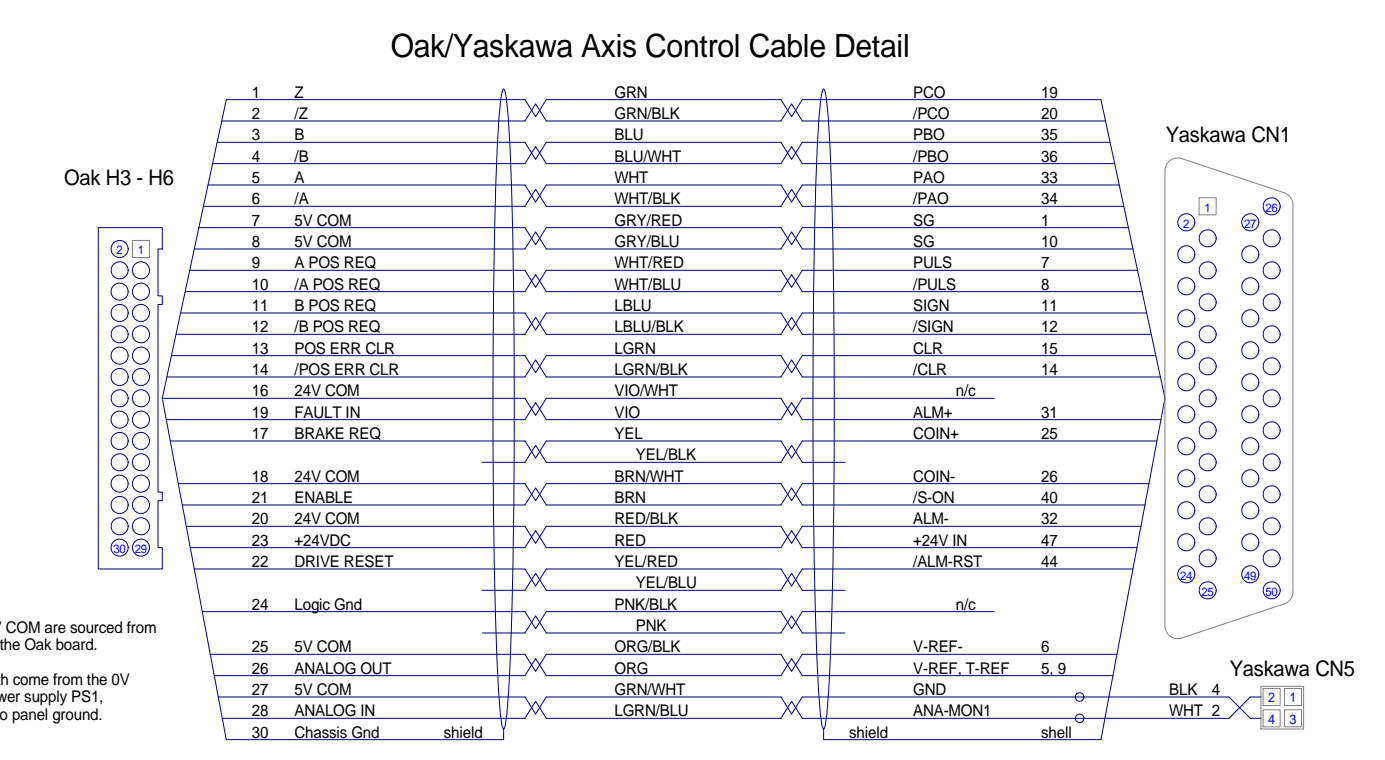 Oak/Yaskawa Axis Control Cable Detail
Oak H3 - H6
Yaskawa CN1
1 Z GRN PCO 19
2 /Z GRN/BLK /PCO 20
3 B BLU PBO 35
4 /B BLU/WHT /PBO 36
5 A WHT PAO 33
6 /A WHT/BLK /PAO 34
7 5V COM GRY/RED SG 1
8 5V COM GRY/BLU SG 10
9 A POS REQ WHT/RED PULS 7
10 /A POS REQ WHT/BLU /PULS 8
11 B POS REQ LBLU SIGN 11
12 /B POS REQ LBLU/BLK /SIGN 12
13 POS ERR CLR LGRN CLR 15
14 /POS ERR CLR LGRN/BLK /CLR 14
16 24V COM VIO/WHT n/c
19 FAULT IN VIO ALM+ 31
17 BRAKE REQ YEL COIN+ 25
YEL/BLK
18 24V COM BRN/WHT COIN- 26
21 ENABLE BRN /S-ON 40
20 24V COM RED/BLK ALM- 32
23 +24VDC RED +24V IN 47
22 DRIVE RESET YEL/RED /ALM-RST 44
YEL/BLU
24 Logic Gnd PNK/BLK n/c
PNK
25 5V COM ORG/BLK V-REF- 6
26 ANALOG OUT ORG V-REF, T-REF 5, 9
27 5V COM GRN/WHT GND BLK 4
28 ANALOG IN LGRN/BLU ANA-MON1 WHT 2
30 Chassis Gnd shield shield shell
2 1
30 29
1 26
2 27
24 49
25 50
Yaskawa CN5
2 1
4 3
V COM are sourced from
the Oak board.
th come from the 0V
wer supply PS1,
o panel ground.